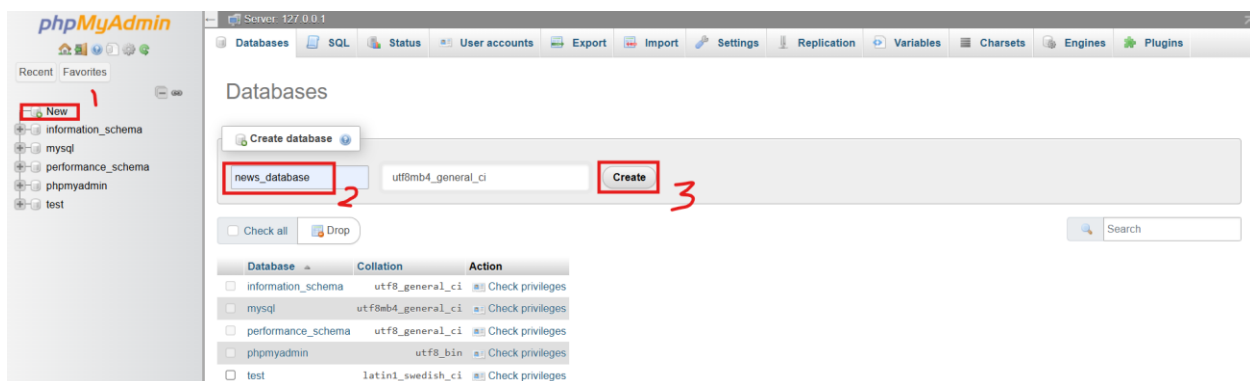 phpMyAdmin
Recent Favorites
1
New
information_schema
mysql
performance_schema
phpmyadmin
test
Server: 127.0.0.1
Databases SQL Status User accounts Export Import Settings Replication Variables Charsets Engines Plugins
Databases
Create database
news_database utf8mb4_general_ci Create
2 3
Check all Drop Search
Database Collation Action
information_schema utf8_general_ci Check privileges
mysql utf8mb4_general_ci Check privileges
performance_schema utf8_general_ci Check privileges
phpmyadmin utf8_bin Check privileges
test latin1_swedish_ci Check privileges